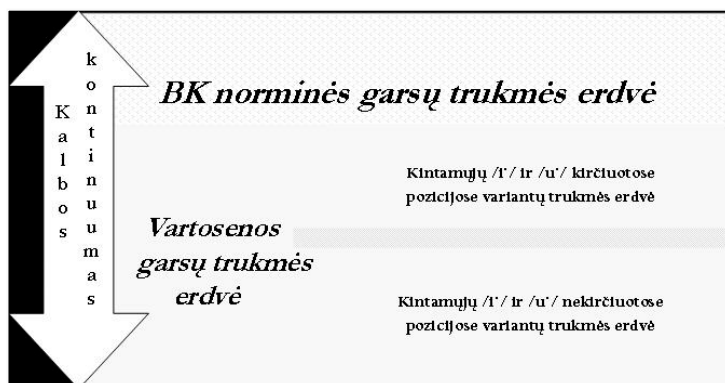 Kalbos
kontinuumas
BK norminės garsų trukmės erdvė
Kintamųjų /i˙/ ir /u˙/ kirčiuotose
pozicijose variantų trukmės erdvė
Vartosenos
garsų trukmės
erdvė
Kintamųjų /i˙/ ir /u˙/ nekirčiuotose
pozicijose variantų trukmės erdvė